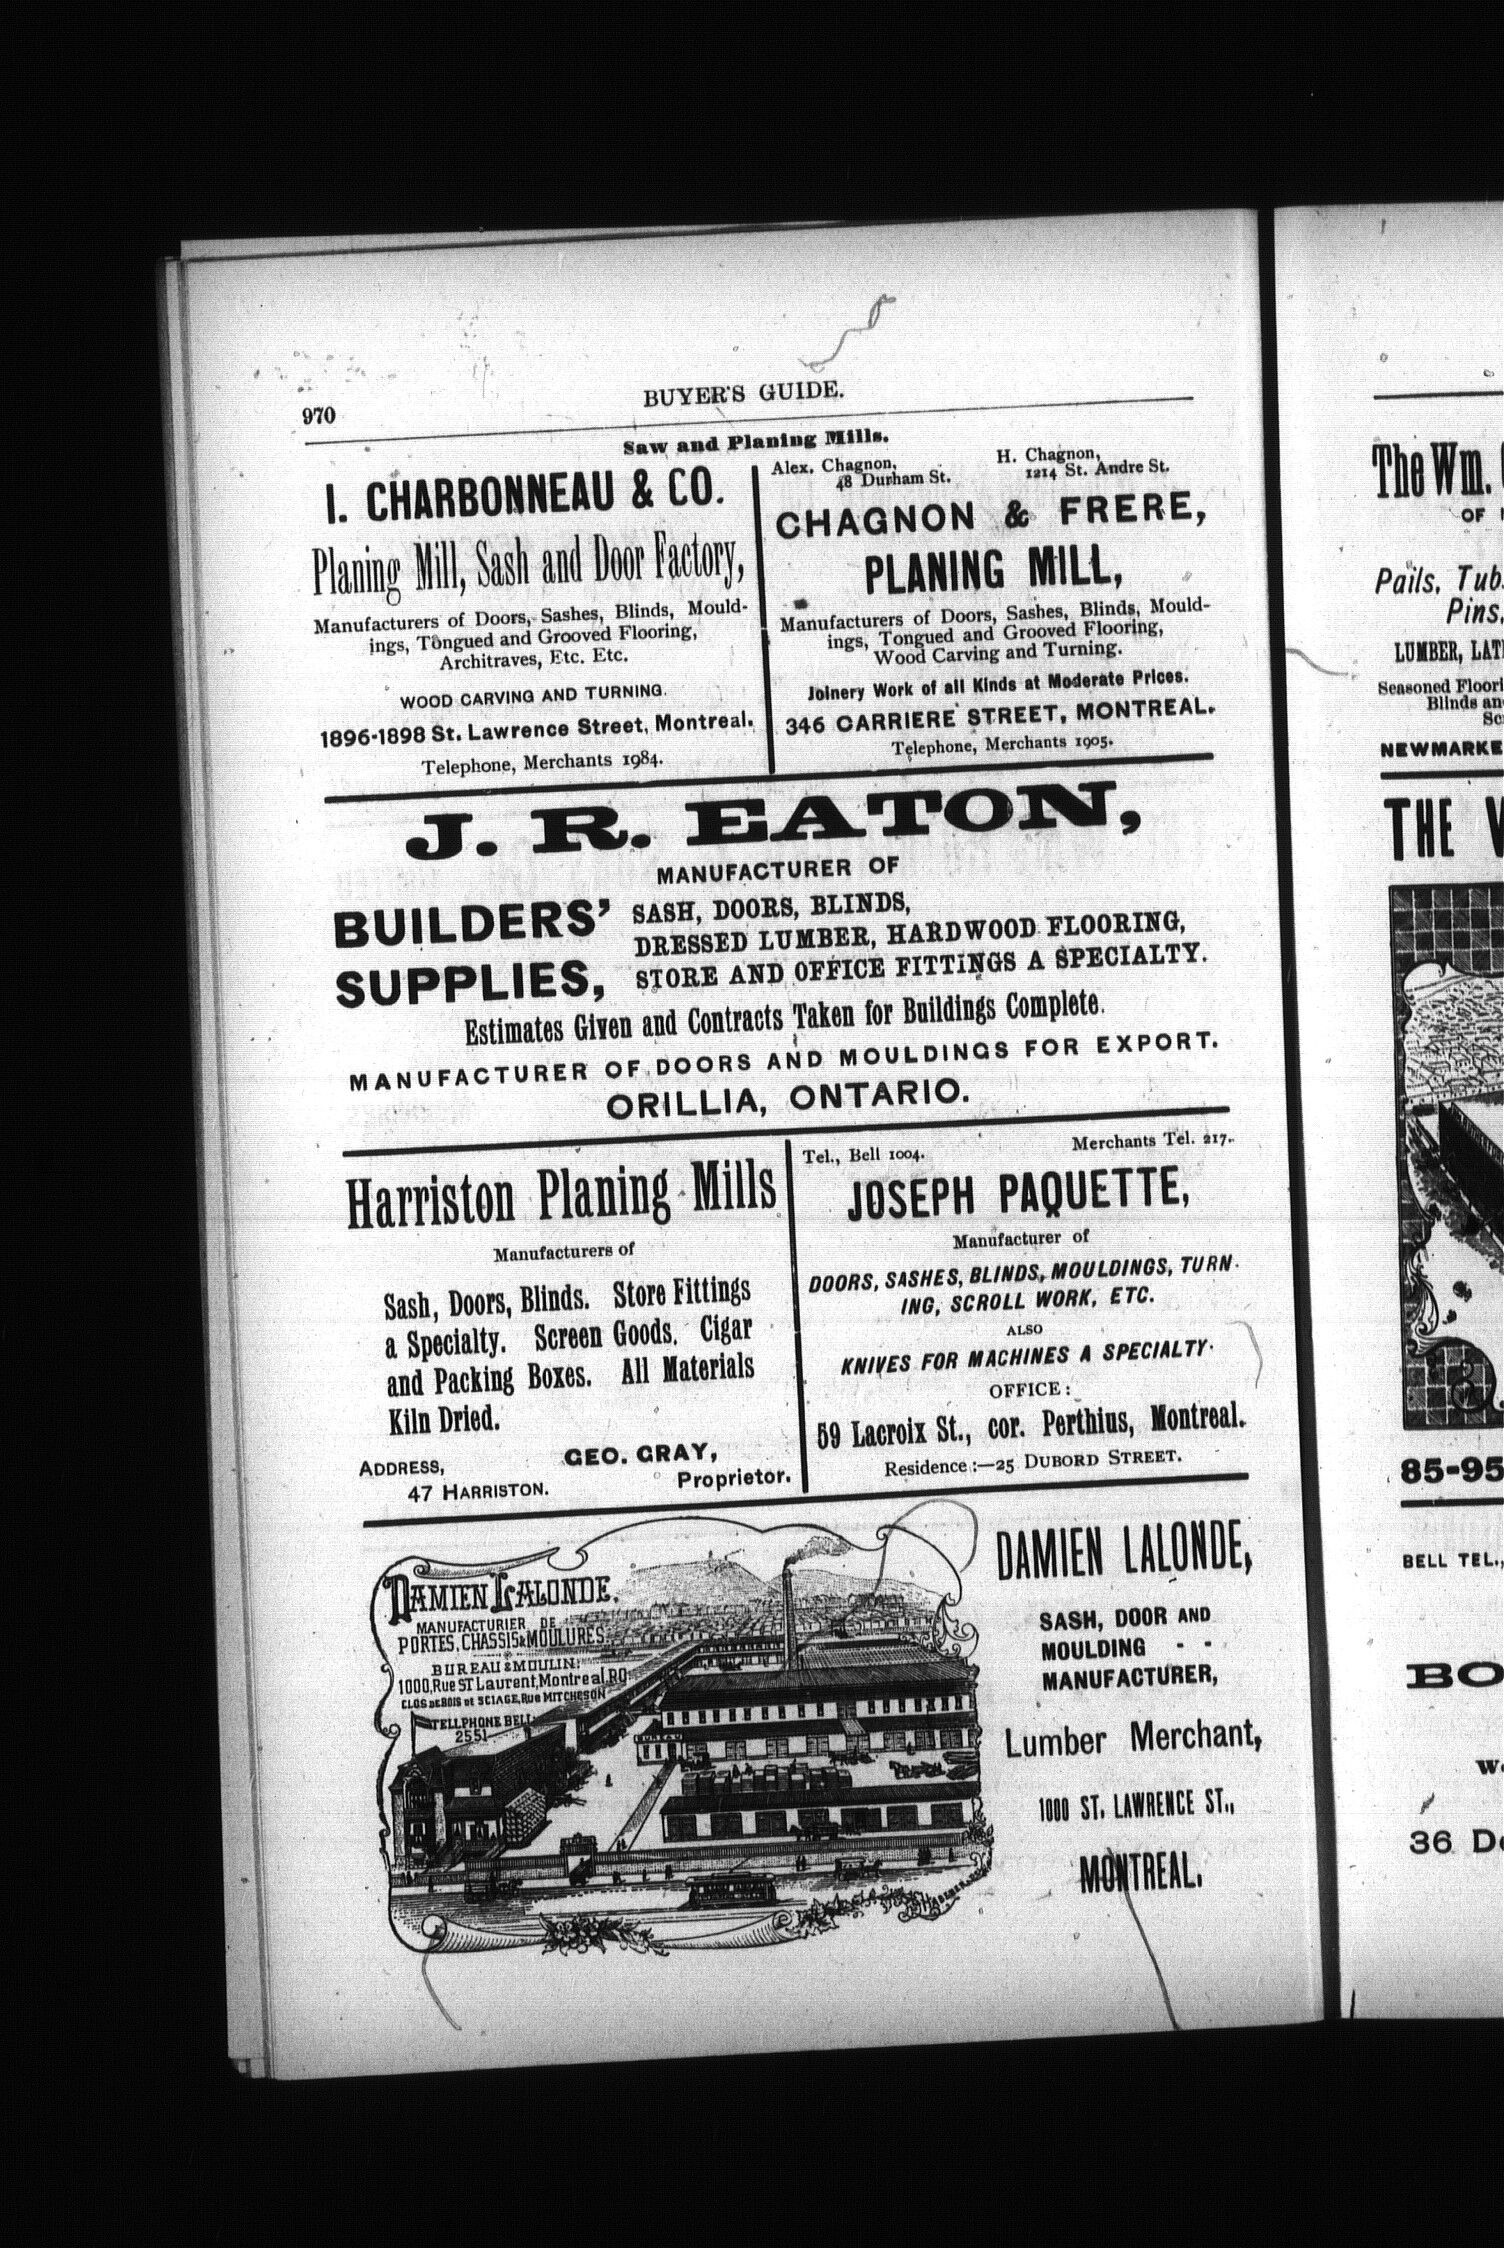 970
BUYER'S GUIDE.
Saw and Planing Mills.
I. CHARBONNEAU & CO.
Planing Mill, Sash and Door Factory,
Manufacturers of Doors, Sashes, Blinds, Mould-
ings, Tongued and Grooved Flooring,
Architraves, Etc. Etc.
WOOD CARVING AND TURNING.
1896-1898 St. Lawrence Street, Montreal.
Telephone, Merchants 1984.
Alex. Chagnon,
48 Durham St.
H. Chagnon,
1214 St. Andre St.
CHAGNON & FRERE,
PLANING MILL,
Manufacturers of Doors, Sashes, Blinds, Mould-
ings, Tongued and Grooved Flooring,
Wood Carving and Turning.
Joinery Work of all Kinds at Moderate Prices.
346 CARRIERE STREET, MONTREAL.
Telephone, Merchants 1905.
J. R. EATON,
MANUFACTURER OF
BUILDERS'
SUPPLIES,
SASH, DOORS, BLINDS,
DRESSED LUMBER, HARDWOOD FLOORING,
STORE AND OFFICE FITTINGS A SPECIALTY.
Estimates Given and Contracts Taken for Buildings Complete.
MANUFACTURER OF DOORS AND MOULDINGS FOR EXPORT.
ORILLIA, ONTARIO.
Harriston Planing Mills
Manufacturers of
Sash, Doors, Blinds. Store Fittings
a Specialty. Screen Goods. Cigar
and Packing Boxes. All Materials
Kiln Dried.
GEO. GRAY,
Proprietor.
ADDRESS,
47 HARRISTON.
Tel., Bell 1004.
Merchants Tel. 217.
JOSEPH PAQUETTE,
Manufacturer of
DOORS, SASHES, BLINDS, MOULDINGS, TURN-
ING, SCROLL WORK, ETC.
ALSO
KNIVES FOR MACHINES A SPECIALTY.
OFFICE:
59 Lacroix St., cor. Perthius, Montreal.
Residence:—25 DUBORD STREET.
DAMIEN LALONDE.
MANUFACTURIER DE
PORTES, CHASSIS & MOULURES
BUREAU & MOULIN:
1000, Rue ST Laurent, Montreal, PQ:
CLOS DE BOIS DE SCIAGE, RUE MITCHESON
TELLPHONE BELL:
2551
BUREAU
DAMIEN LALONDE,
SASH, DOOR AND
MOULDING - -
MANUFACTURER,
Lumber Merchant,
1000 ST. LAWRENCE ST.,
MONTREAL.
The Wm.
OF
Pails, Tub
Pins,
LUMBER, LAT
Seasoned Floor
Blinds an
Sc
NEWMARKE
THE
85-95
BELL TEL.,
BO
W
36 D